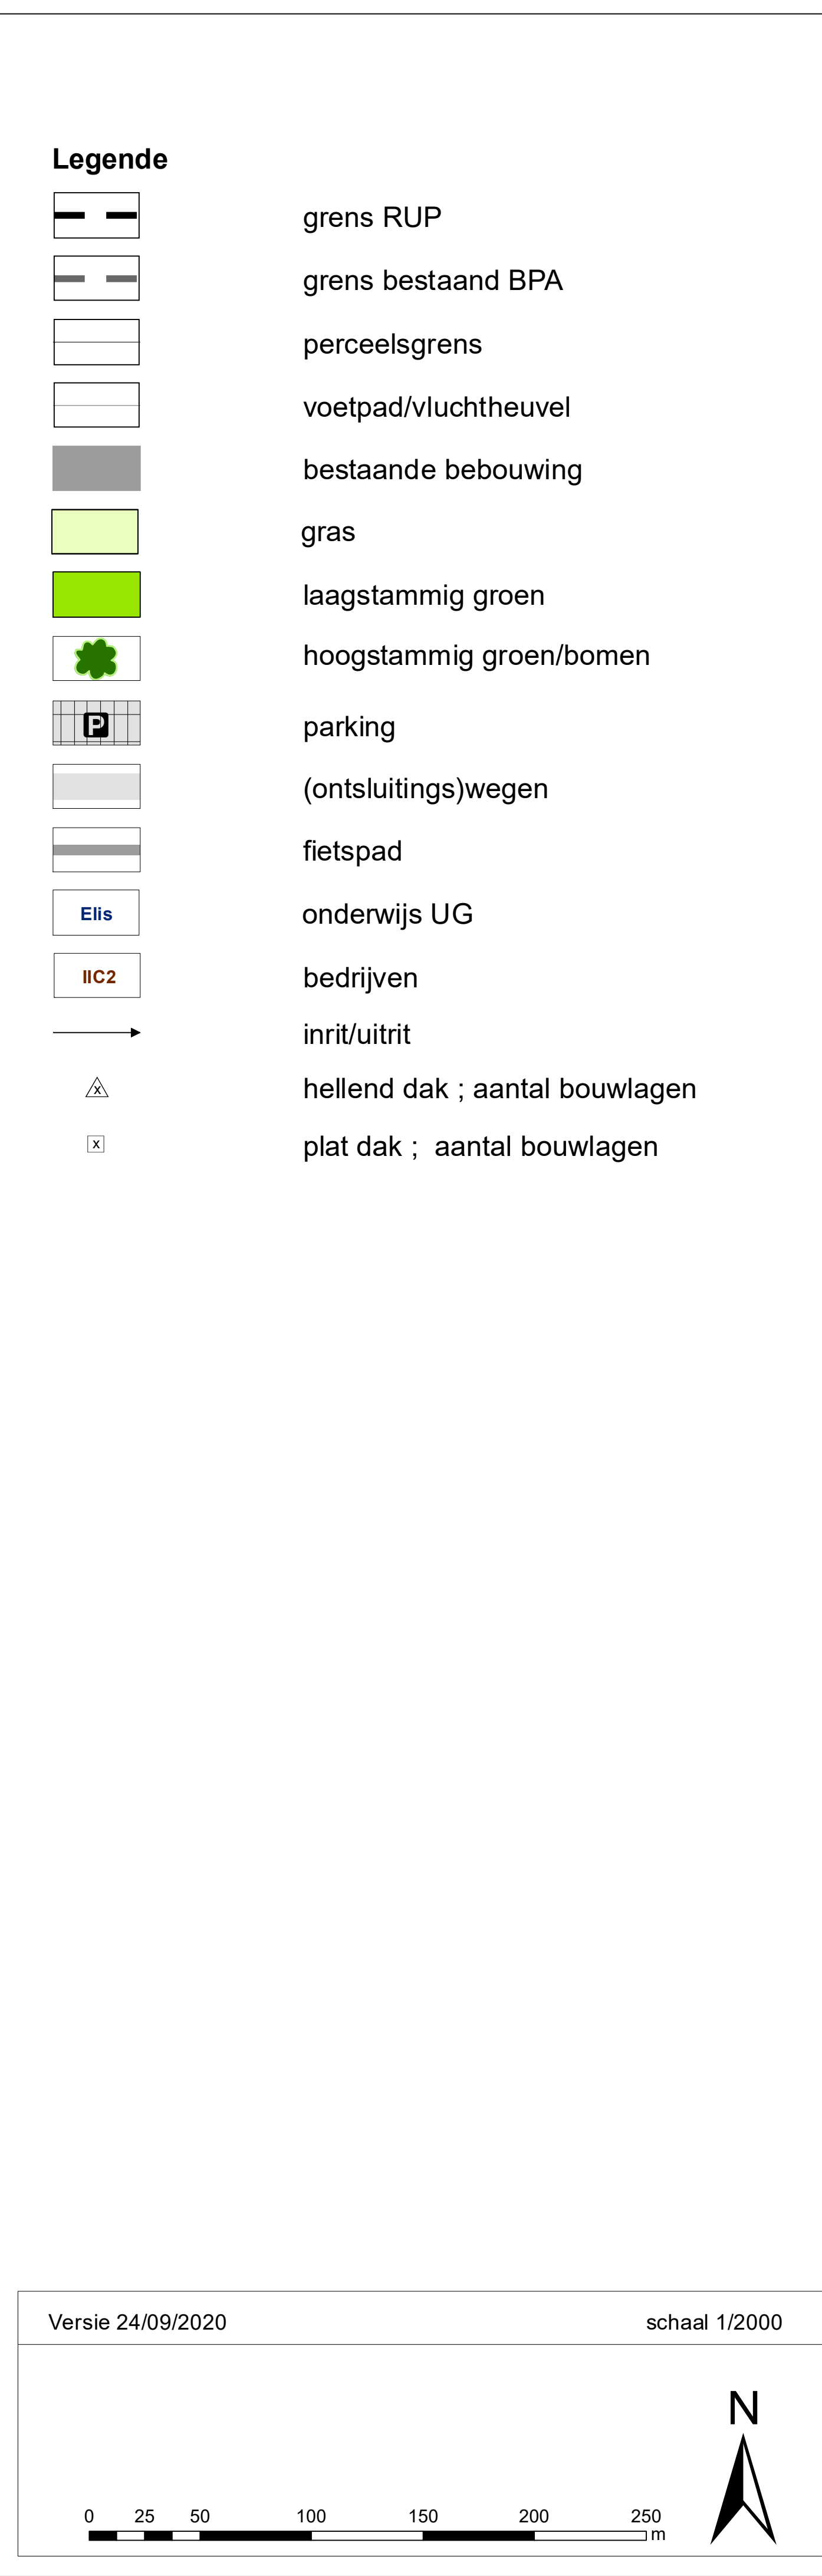 Legende
grens RUP
grens bestaand BPA
perceelsgrens
voetpad/vluchtheuvel
bestaande bebouwing
gras
laagstammig groen
hoogstammig groen/bomen
P parking
(ontsluitings)wegen
fietspad
Elis onderwijs UG
IIC2 bedrijven
inrit/uitrit
x hellend dak ; aantal bouwlagen
x plat dak ; aantal bouwlagen
Versie 24/09/2020 schaal 1/2000
N
0 25 50 100 150 200 250
m